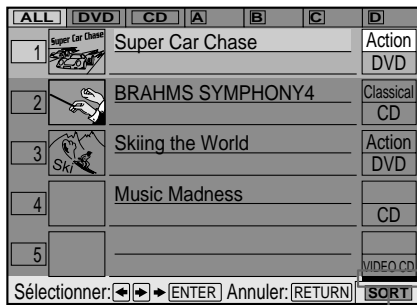 ALL DVD CD A B C D
1 Super Car Chase Super Car Chase Action
DVD
2 BRAHMS SYMPHONY4 Classical
CD
3 Ski Skiing the World Action
DVD
4 Music Madness
CD
5
VIDEO CD
Sélectionner: ENTER Annuler: RETURN SORT